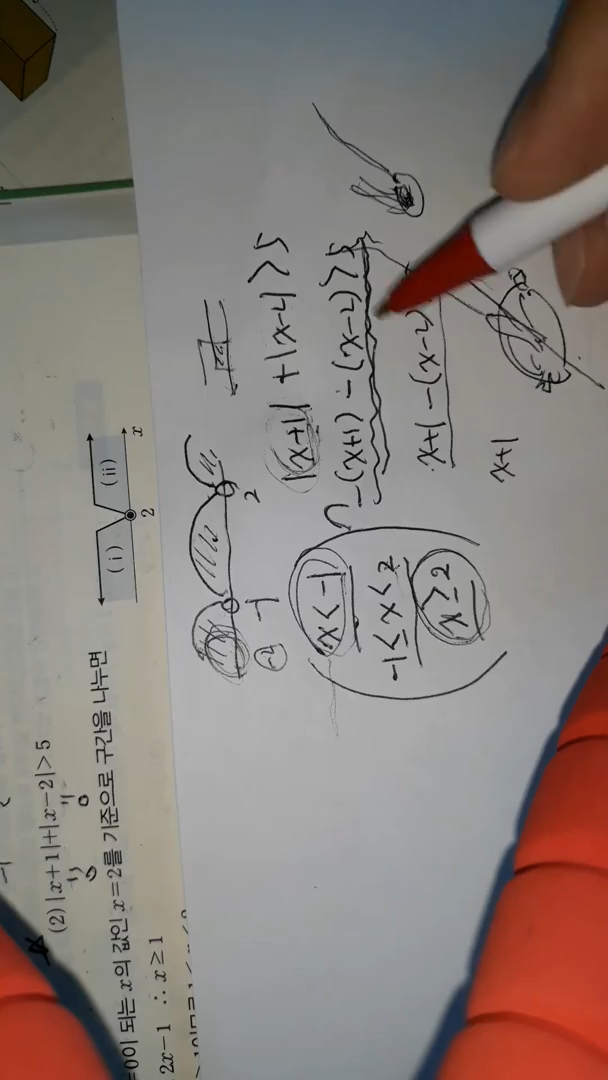 (2) |x+1|+|x-2|>5
=0이 되는 x의 값인 x=2를 기준으로 구간을 나누면
2x-1 ∴ x≥1
(i) (ii)
2 x
-1 2
|x+1|+|x-2|>5
x<-1 -(x+1)-(x-2)>5
-1≤x<2 x+1-(x-2)
x≥2 x+1